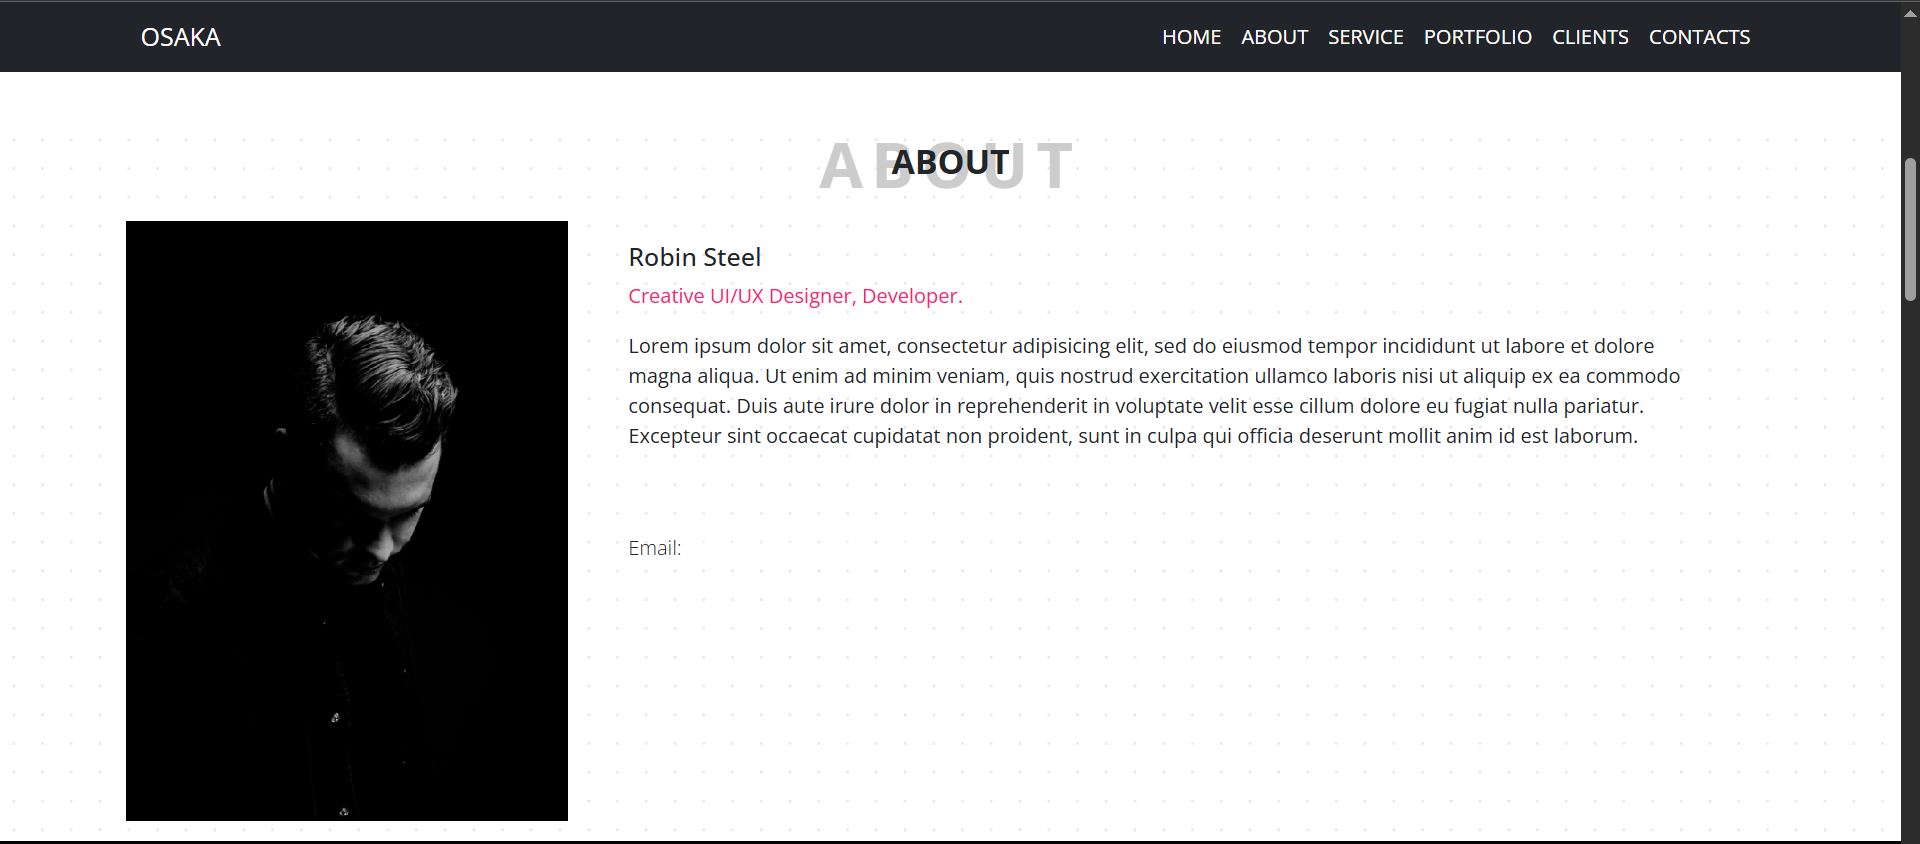 OSAKA
HOME ABOUT SERVICE PORTFOLIO CLIENTS CONTACTS
ABOUT
ABOUT
Robin Steel
Creative UI/UX Designer, Developer.
Lorem ipsum dolor sit amet, consectetur adipisicing elit, sed do eiusmod tempor incididunt ut labore et dolore
magna aliqua. Ut enim ad minim veniam, quis nostrud exercitation ullamco laboris nisi ut aliquip ex ea commodo
consequat. Duis aute irure dolor in reprehenderit in voluptate velit esse cillum dolore eu fugiat nulla pariatur.
Excepteur sint occaecat cupidatat non proident, sunt in culpa qui officia deserunt mollit anim id est laborum.
Email: